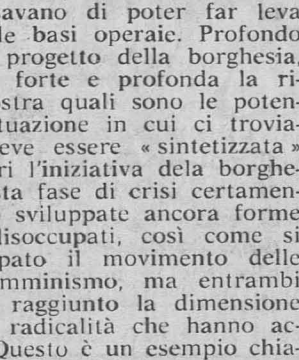 savano di poter far leva
le basi operaie. Profondo
progetto della borghesia,
forte e profonda la ri-
ostra quali sono le poten-
tuazione in cui ci trovia-
eve essere « sintetizzata »
ri l'iniziativa dela borghe-
sta fase di crisi certamen-
sviluppate ancora forme
disoccupati, così come si
pato il movimento delle
mminismo, ma entrambi
raggiunto la dimensione
radicalità che hanno ac-
Questo è un esempio chia-